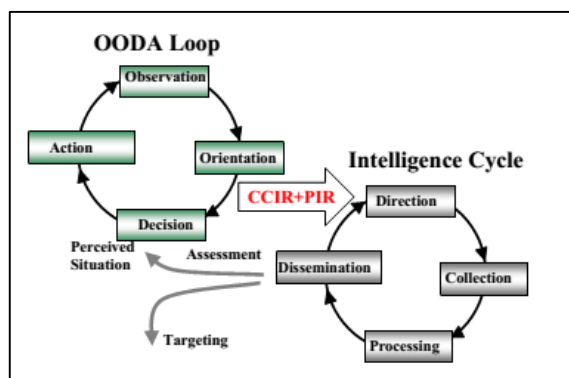 OODA Loop
Observation
Action
Orientation
Decision
Intelligence Cycle
CCIR+PIR
Direction
Perceived
Situation
Assessment
Dissemination
Collection
Targeting
Processing